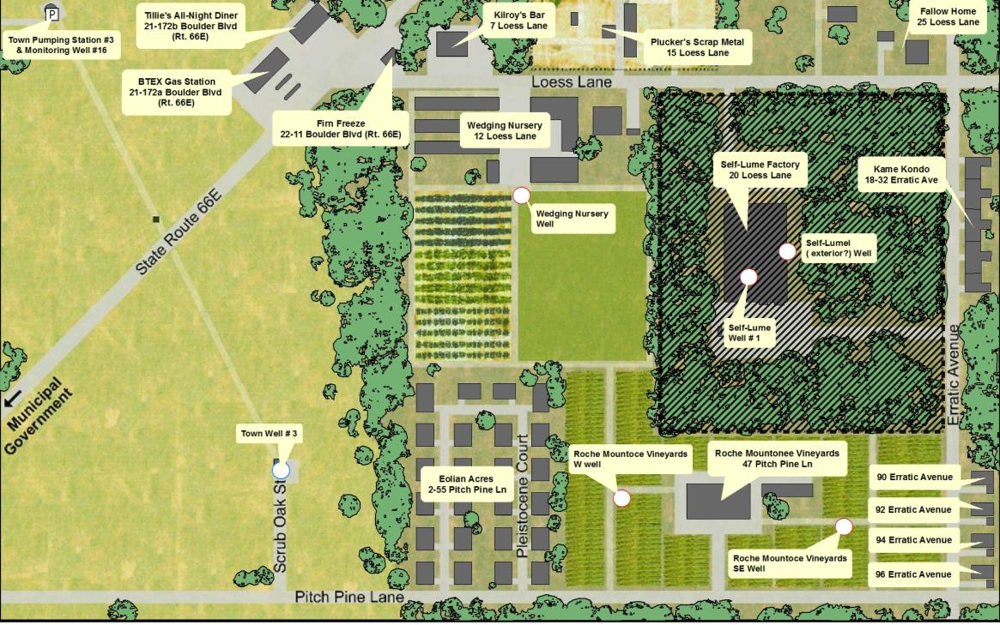 P
Town Pumping Station #3
& Monitoring Well #16
Tillie's All-Night Diner
21-172b Boulder Blvd
(Rt. 66E)
BTEX Gas Station
21-172a Boulder Blvd
(Rt. 66E)
Firn Freeze
22-11 Boulder Blvd (Rt. 66E)
Kilroy's Bar
7 Loess Lane
Plucker's Scrap Metal
15 Loess Lane
Fallow Home
25 Loess Lane
Loess Lane
Wedging Nursery
12 Loess Lane
Wedging Nursery
Well
Self-Lume Factory
20 Loess Lane
Kame Kondo
18-32 Erratic Ave
Self-Lumel
( exterior?) Well
Self-Lume
Well # 1
State Route 66E
Municipal
Government
Erratic Avenue
Town Well # 3
Scrub Oak St
Eolian Acres
2-55 Pitch Pine Ln
Pleistocene Court
Roche Mountoce Vineyards
W well
Roche Mountonee Vineyards
47 Pitch Pine Ln
Roche Mountoce Vineyards
SE Well
90 Erratic Avenue
92 Erratic Avenue
94 Erratic Avenue
96 Erratic Avenue
Pitch Pine Lane